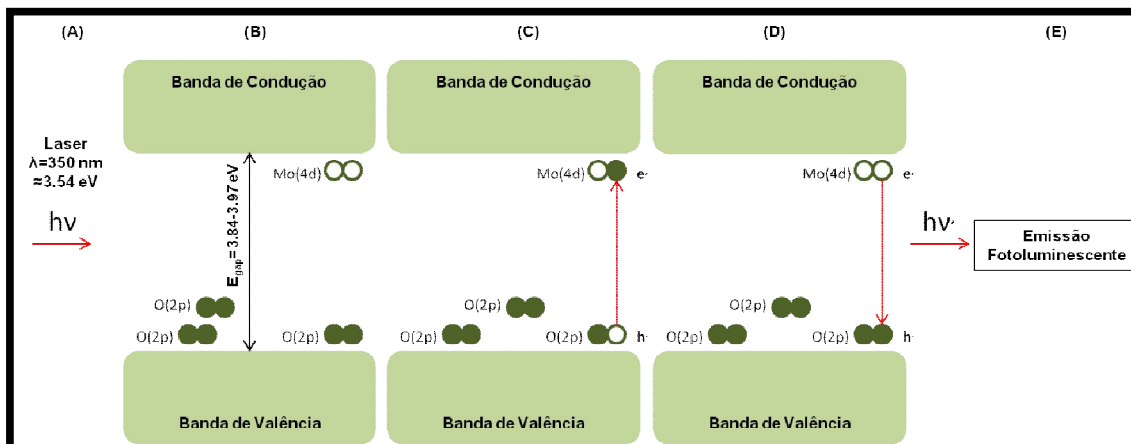 (A)
(B)
(C)
(D)
(E)
Banda de Condução
Banda de Condução
Banda de Condução
Laser
λ=350 nm
≈3.54 eV
hν
E gap = 3.84-3.97 eV
Mo(4d)
O(2p)
O(2p)
O(2p)
Mo(4d)
e-
O(2p)
O(2p)
O(2p)
h·
Mo(4d)
e-
O(2p)
O(2p)
O(2p)
h·
hν·
Emissão
Fotoluminescente
Banda de Valência
Banda de Valência
Banda de Valência